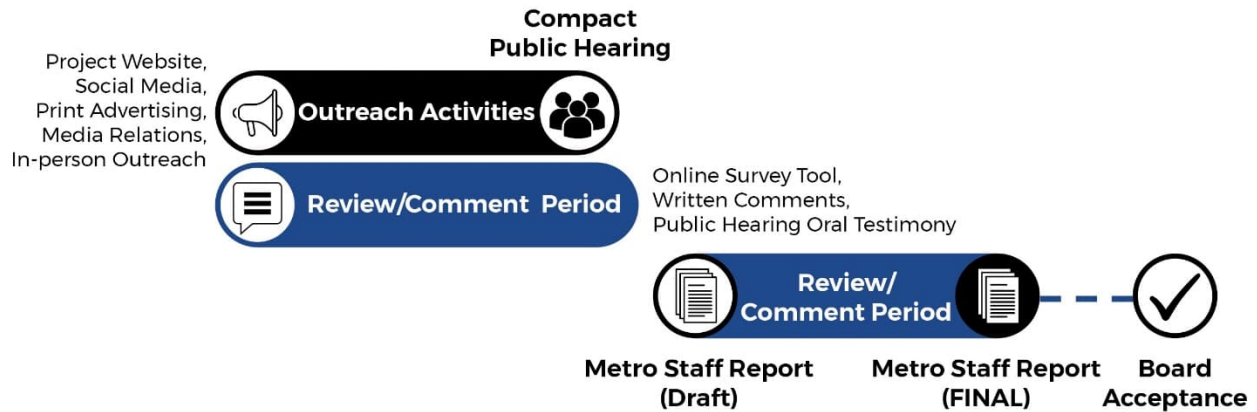 Compact
Public Hearing
Project Website,
Social Media,
Print Advertising,
Media Relations,
In-person Outreach
Outreach Activities
Review/Comment Period
Online Survey Tool,
Written Comments,
Public Hearing Oral Testimony
Review/
Comment Period
Metro Staff Report
(Draft)
Metro Staff Report
(FINAL)
Board
Acceptance